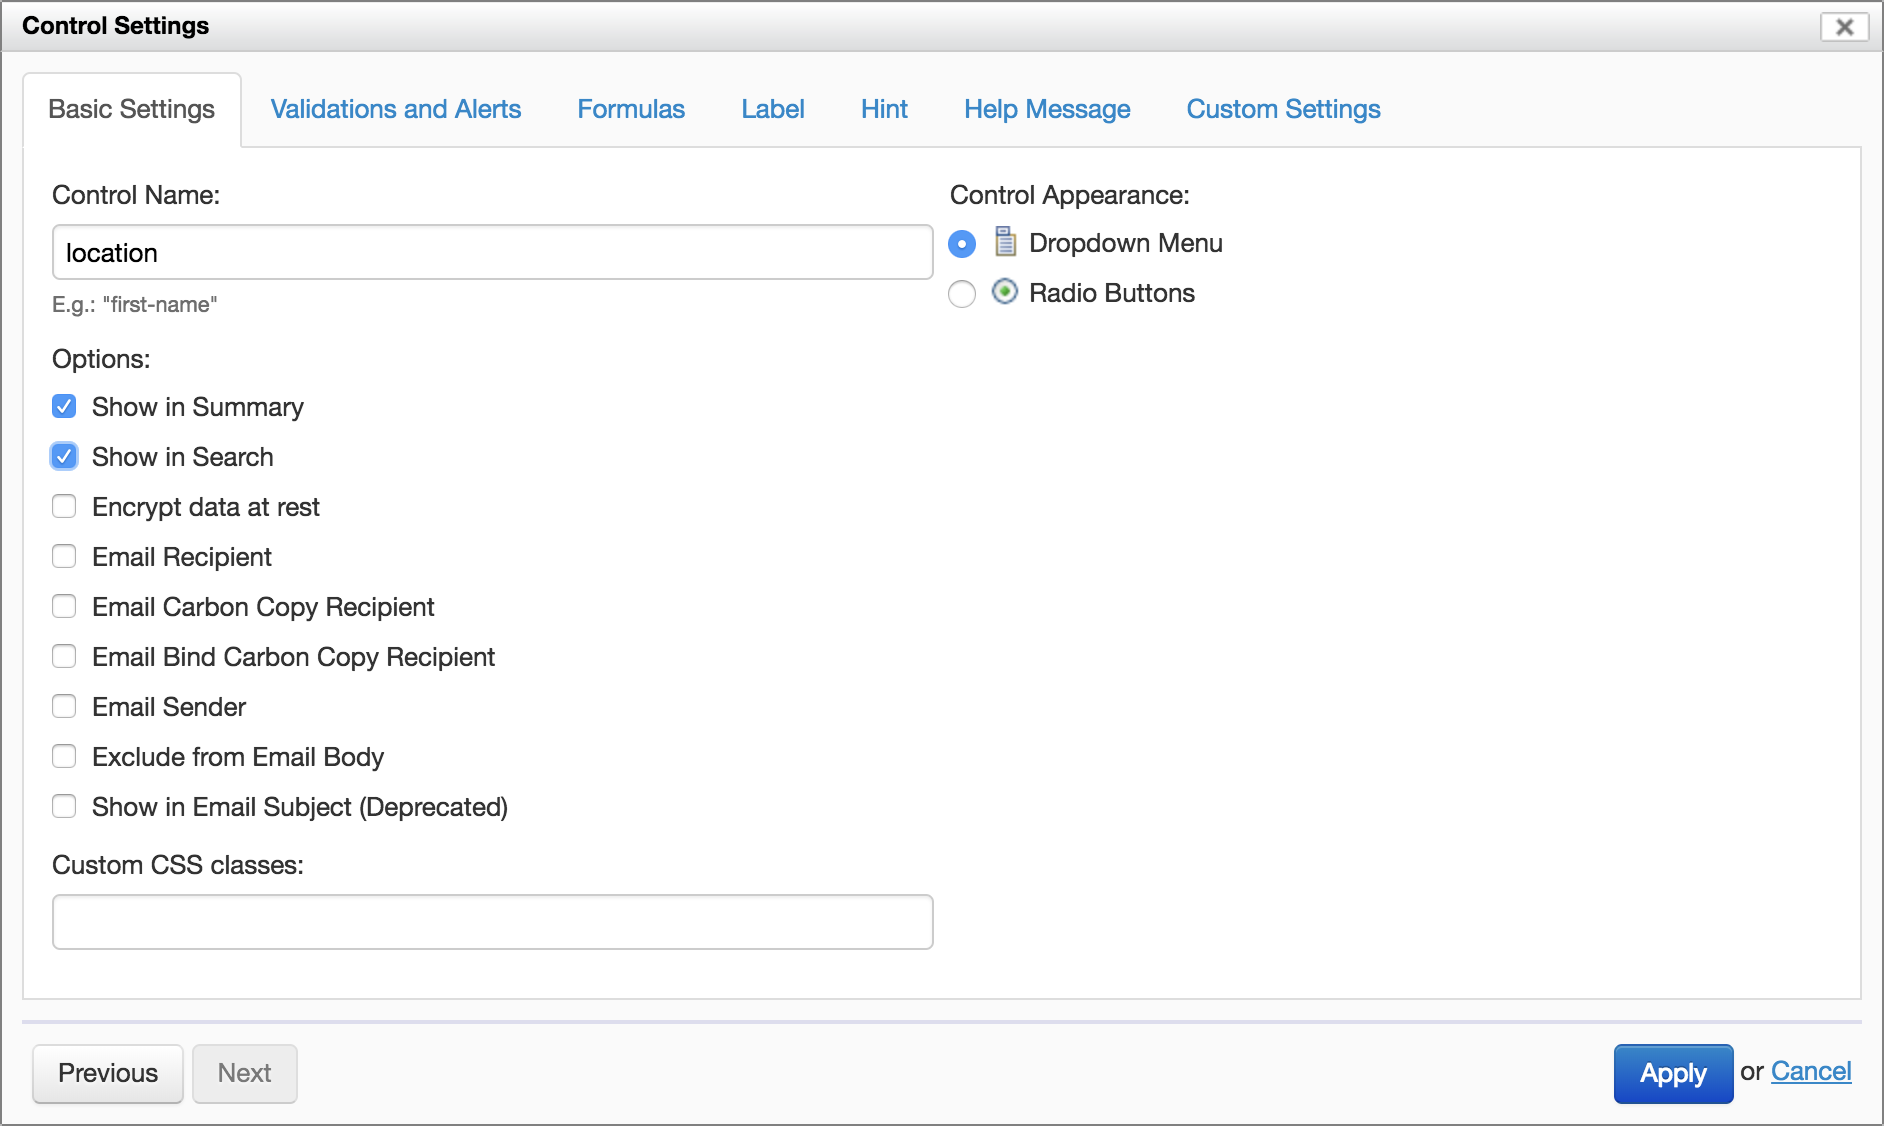 Control Settings
Basic Settings
Validations and Alerts
Formulas
Label
Hint
Help Message
Custom Settings
Control Name:
location
E.g.: "first-name"
Control Appearance:
Dropdown Menu
Radio Buttons
Options:
Show in Summary
Show in Search
Encrypt data at rest
Email Recipient
Email Carbon Copy Recipient
Email Bind Carbon Copy Recipient
Email Sender
Exclude from Email Body
Show in Email Subject (Deprecated)
Custom CSS classes:
Previous
Next
Apply or Cancel